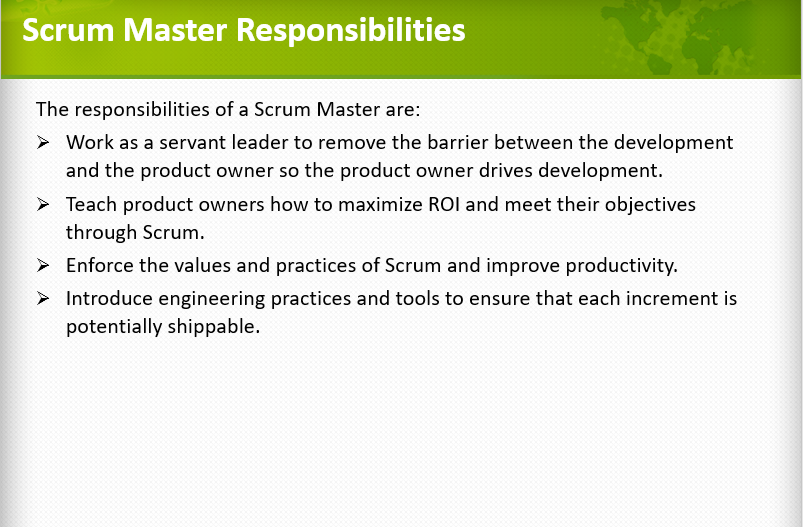 Scrum Master Responsibilities
The responsibilities of a Scrum Master are:
➢ Work as a servant leader to remove the barrier between the development
and the product owner so the product owner drives development.
➢ Teach product owners how to maximize ROI and meet their objectives
through Scrum.
➢ Enforce the values and practices of Scrum and improve productivity.
➢ Introduce engineering practices and tools to ensure that each increment is
potentially shippable.